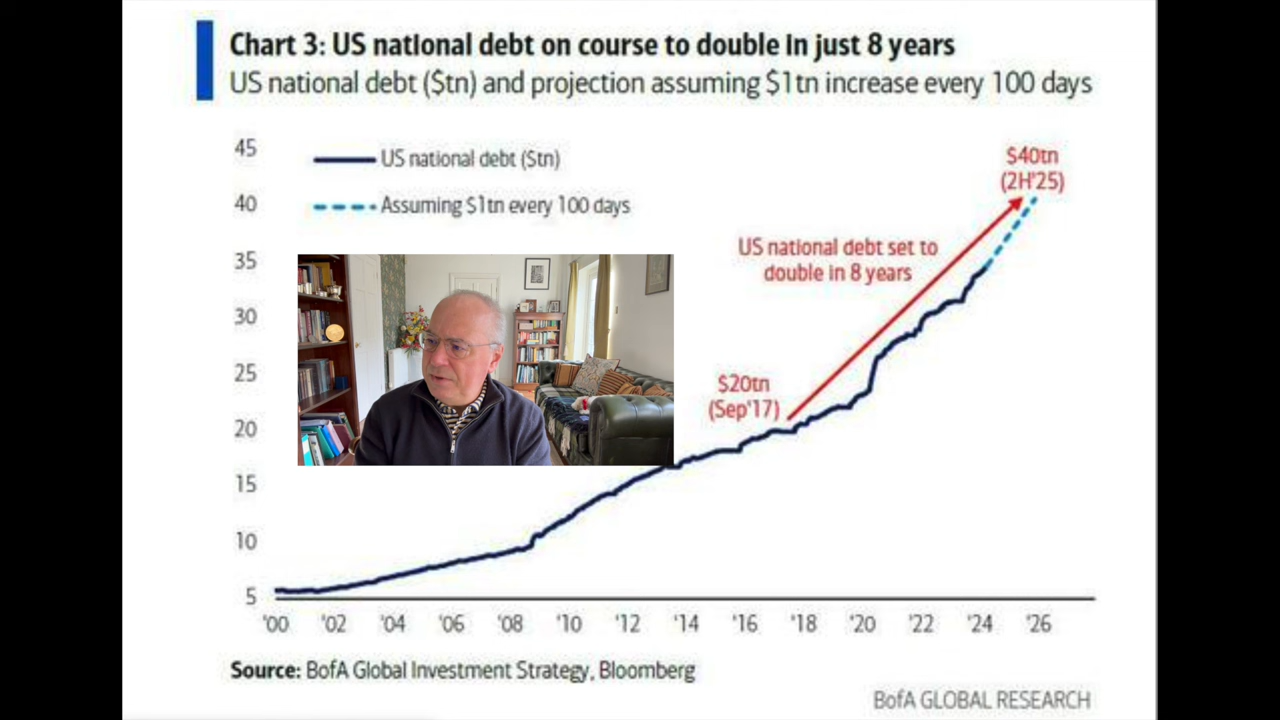 Chart 3: US national debt on course to double in just 8 years
US national debt ($tn) and projection assuming $1tn increase every 100 days
45
40
35
30
25
20
15
10
5
US national debt ($tn)
Assuming $1tn every 100 days
$40tn
(2H'25)
US national debt set to
double in 8 years
$20tn
(Sep'17)
'00 '02 '04 '06 '08 '10 '12 '14 '16 '18 '20 '22 '24 '26
Source: BofA Global Investment Strategy, Bloomberg
BofA GLOBAL RESEARCH